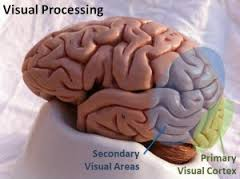 Visual Processing
Secondary
Visual Areas
Primary
Visual Cortex